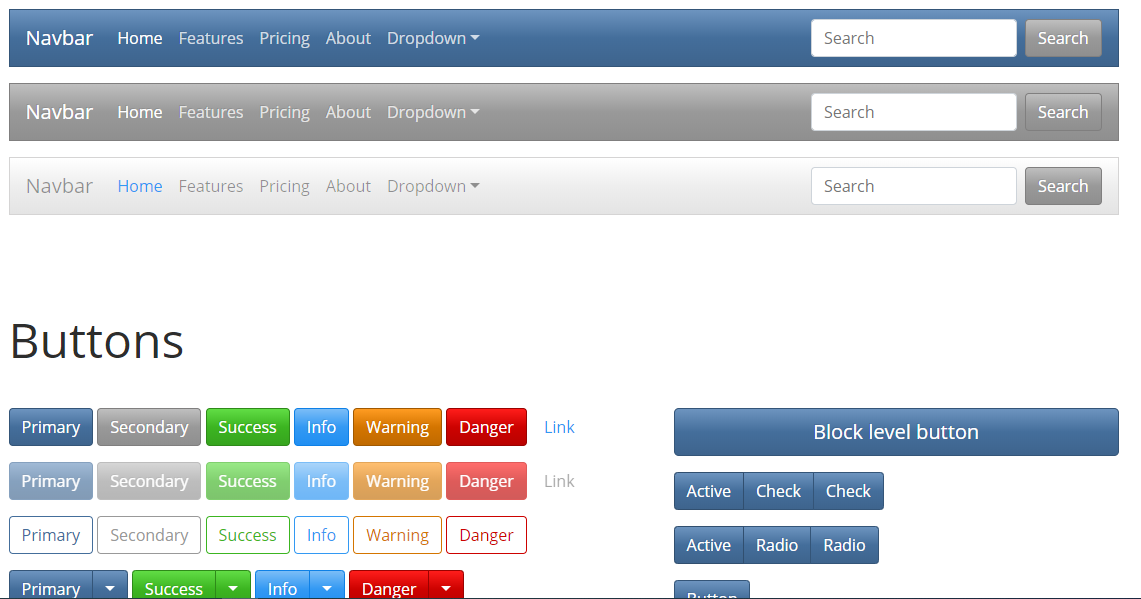 Navbar Home Features Pricing About Dropdown Search Search
Navbar Home Features Pricing About Dropdown Search Search
Navbar Home Features Pricing About Dropdown Search Search
Buttons
Primary Secondary Success Info Warning Danger Link
Block level button
Primary Secondary Success Info Warning Danger Link
Active Check Check
Primary Secondary Success Info Warning Danger
Active Radio Radio
Primary Success Info Danger
Button